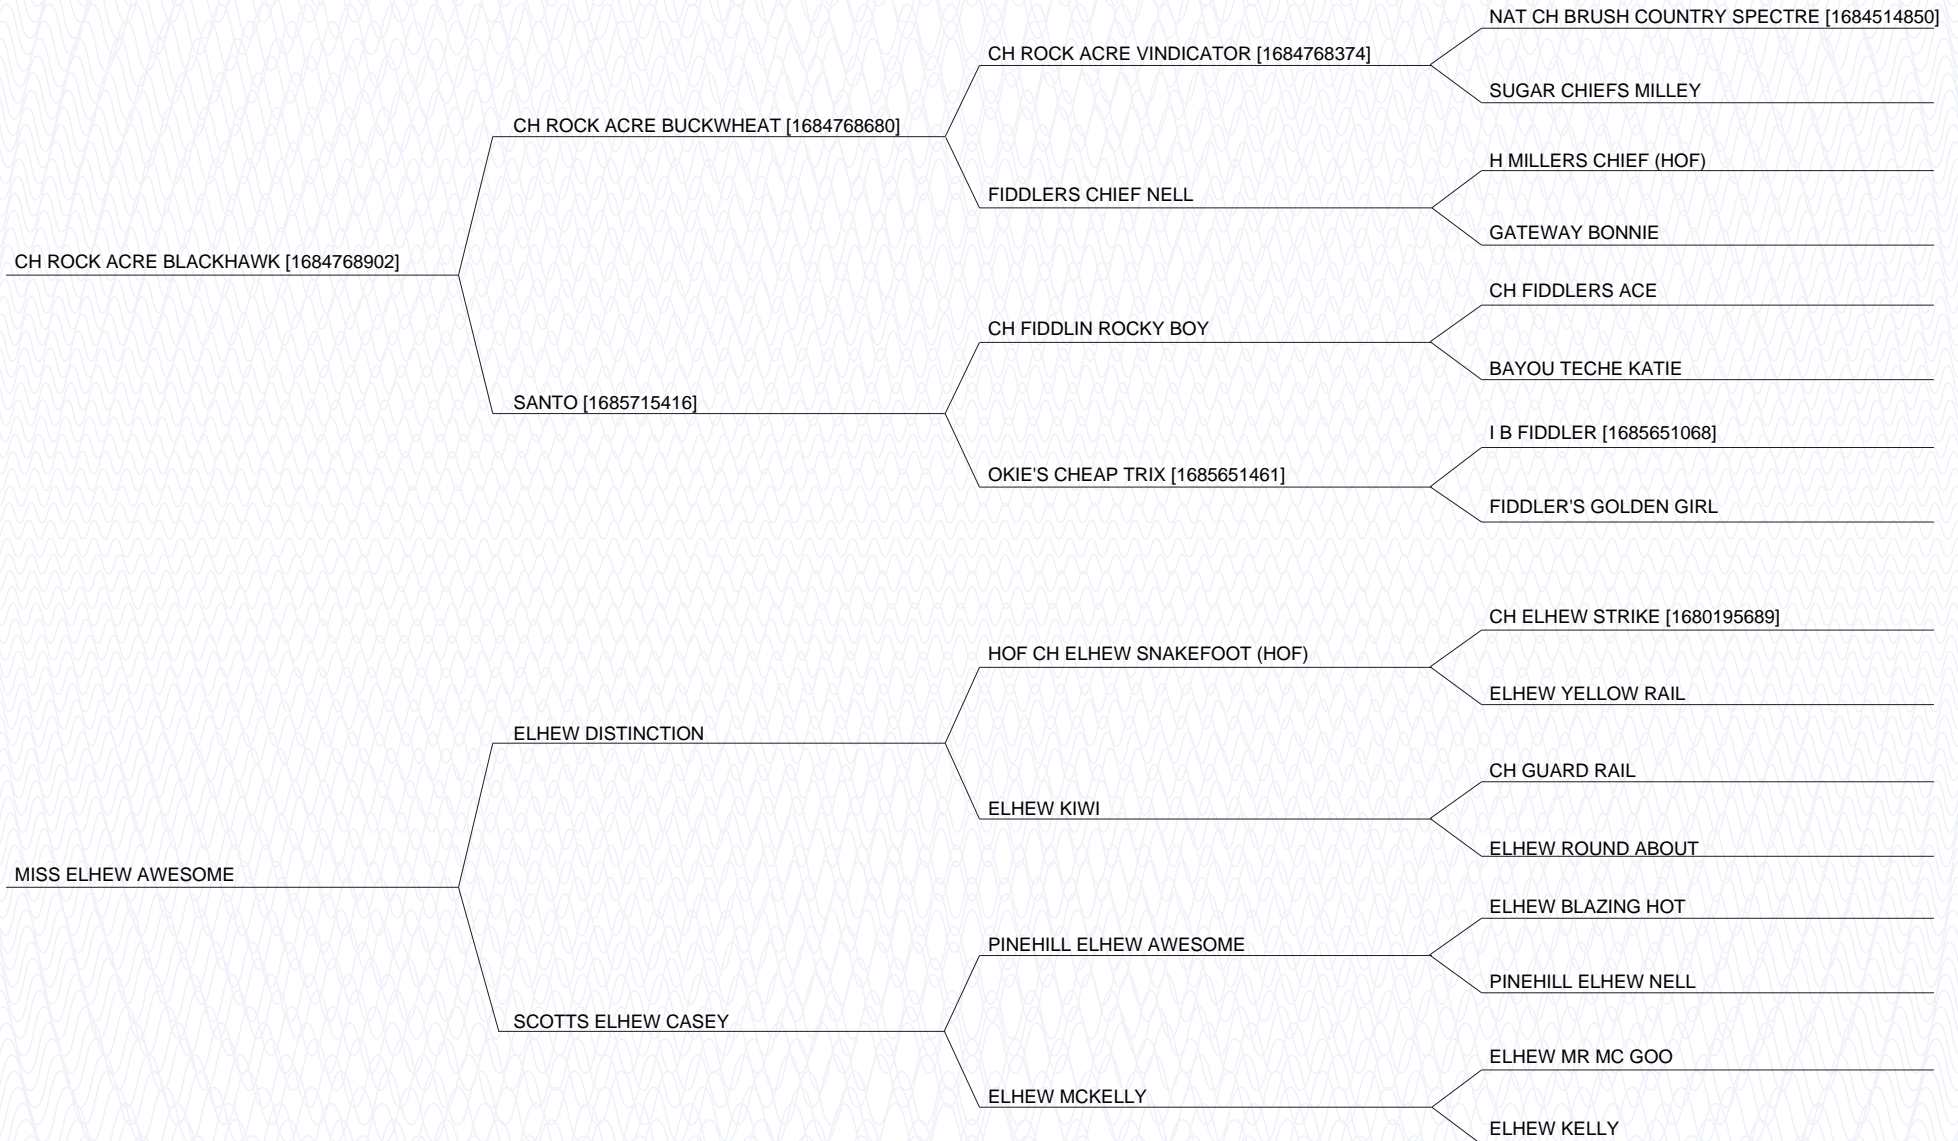 NAT CH BRUSH COUNTRY SPECTRE [1684514850]
CH ROCK ACRE VINDICATOR [1684768374]
SUGAR CHIEFS MILLEY
CH ROCK ACRE BUCKWHEAT [1684768680]
H MILLERS CHIEF (HOF)
FIDDLERS CHIEF NELL
GATEWAY BONNIE
CH ROCK ACRE BLACKHAWK [1684768902]
CH FIDDLERS ACE
CH FIDDLIN ROCKY BOY
BAYOU TECHE KATIE
SANTO [1685715416]
I B FIDDLER [1685651068]
OKIE'S CHEAP TRIX [1685651461]
FIDDLER'S GOLDEN GIRL
CH ELHEW STRIKE [1680195689]
HOF CH ELHEW SNAKEFOOT (HOF)
ELHEW YELLOW RAIL
ELHEW DISTINCTION
CH GUARD RAIL
ELHEW KIWI
ELHEW ROUND ABOUT
MISS ELHEW AWESOME
ELHEW BLAZING HOT
PINEHILL ELHEW AWESOME
PINEHILL ELHEW NELL
SCOTTS ELHEW CASEY
ELHEW MR MC GOO
ELHEW MCKELLY
ELHEW KELLY